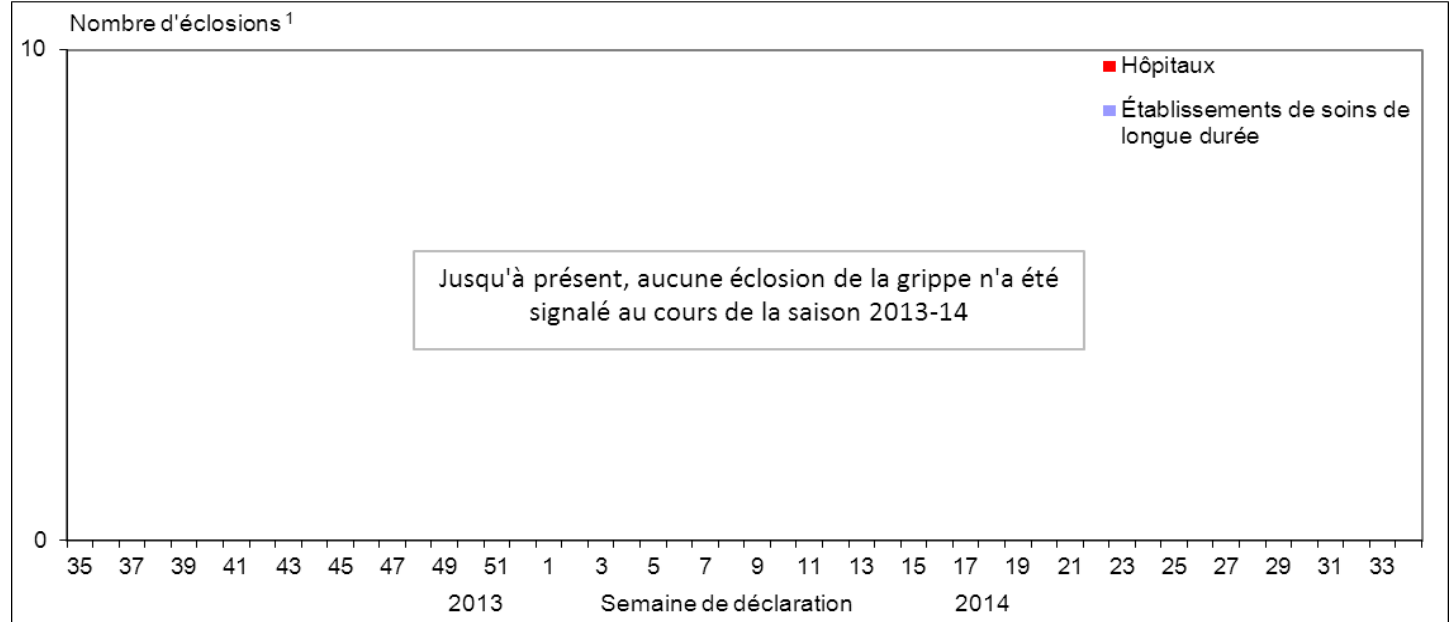 Nombre d'éclosions 1
10
Hôpitaux
Établissements de soins de
longue durée
Jusqu'à présent, aucune éclosion de la grippe n'a été
signalé au cours de la saison 2013-14
0
35 37 39 41 43 45 47 49 51 1 3 5 7 9 11 13 15 17 19 21 23 25 27 29 31 33
2013 Semaine de déclaration 2014